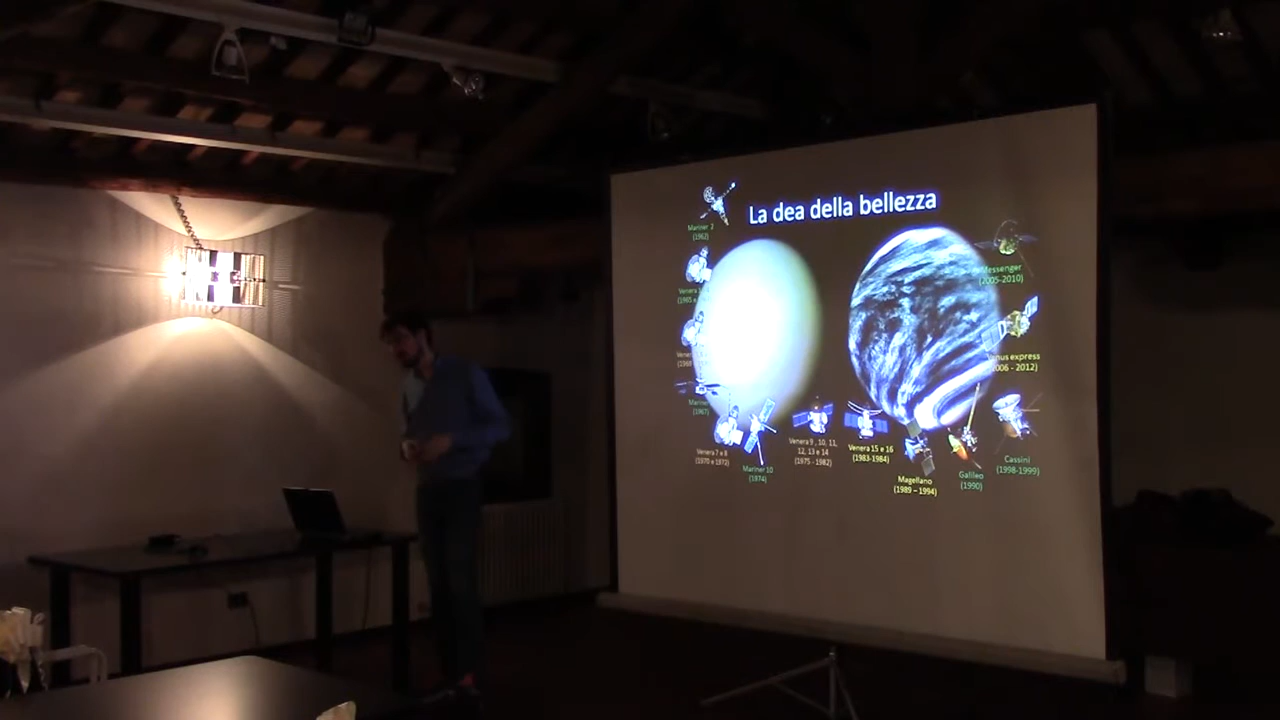 La dea della bellezza
Mariner 2
(1962)
Messenger
(2005-2010)
(2006 - 2012)
express
Mariner
(1967)
Venera 7 e 8
(1970 e 1972)
Mariner 10
(1974)
Venera 9 , 10, 11,
12, 13 e 14
(1975 - 1982)
Venera 15 e 16
(1983-1984)
Magellano
(1989 – 1994)
Galileo
(1990)
Cassini
(1998-1999)